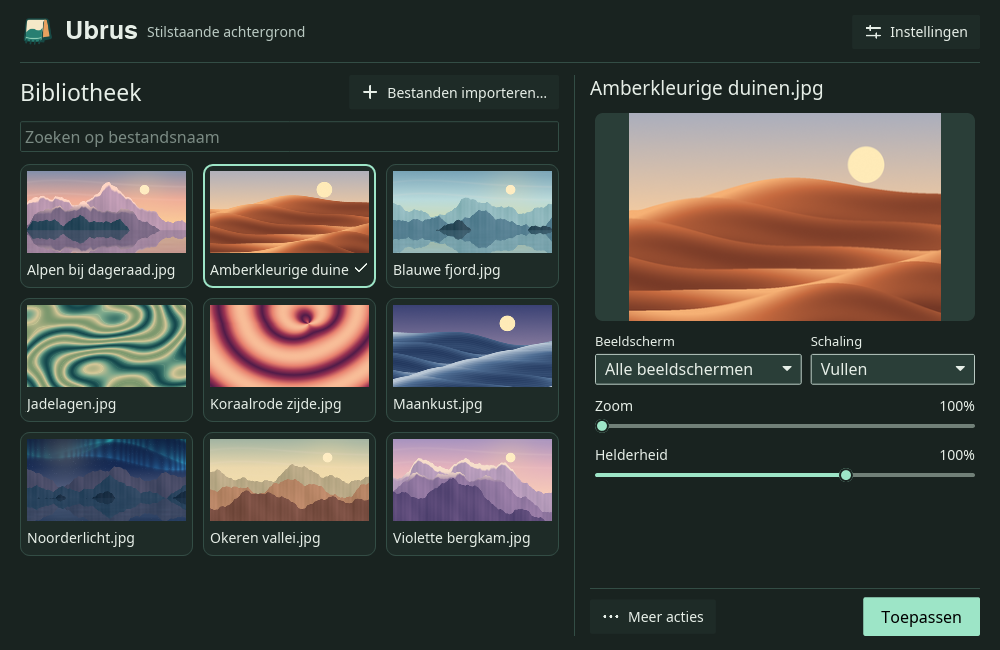 Ubrus Stilstaande achtergrond
Instellingen
Bibliotheek
Bestanden importeren...
Zoeken op bestandsnaam
Alpen bij dageraad.jpg
Amberkleurige duine
Blauwe fjord.jpg
Jadelagen.jpg
Koraalrode zijde.jpg
Maankust.jpg
Noorderlicht.jpg
Okeren vallei.jpg
Violette bergkam.jpg
Amberkleurige duinen.jpg
Beeldscherm
Schaling
Alle beeldschermen
Vullen
Zoom 100%
Helderheid 100%
Meer acties
Toepassen